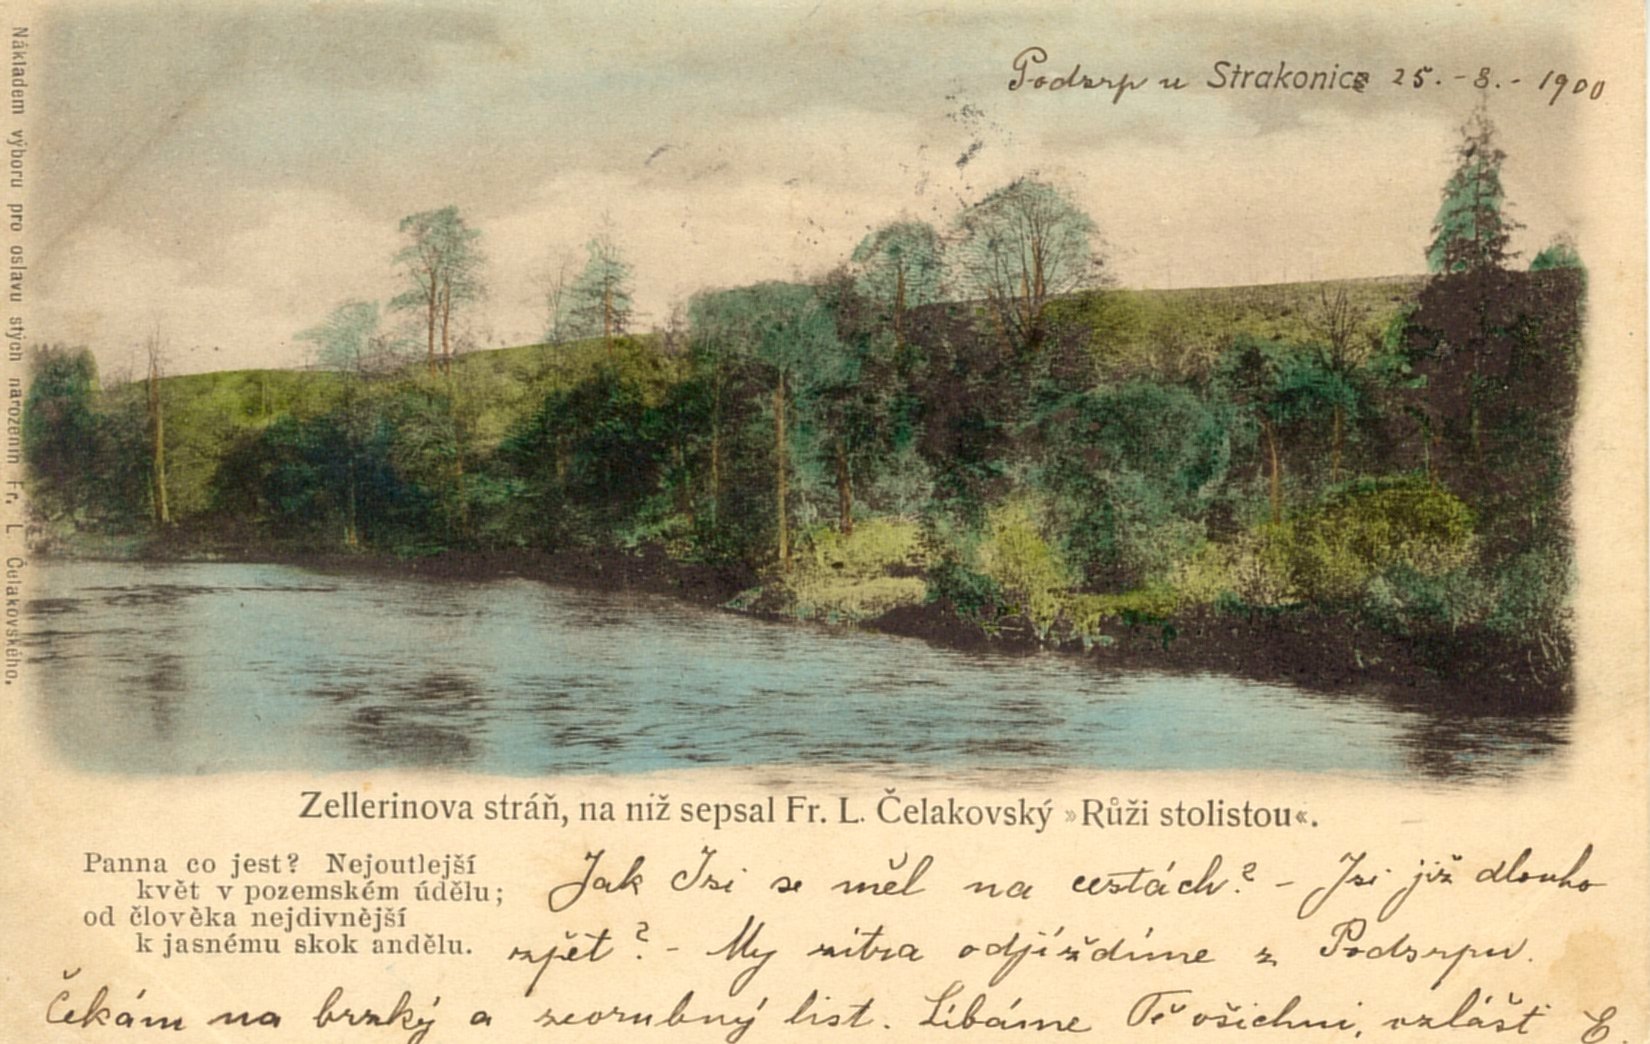 Podsrp u Strakonic 25. - 8. - 1900
Nákladem výboru pro oslavu stých narozenin Fr. L. Čelakovského.
Zellerinova stráň, na níž sepsal Fr. L. Čelakovský »Růži stolistou«.
Panna co jest? Nejoutlejší
květ v pozemském údělu;
od člověka nejdivnější
k jasnému skok andělu.
Jak Jsi se měl na cestách? - Jsi již dlouho
zpět? - My zítra odjíždíme z Podsrpu.
Čekám na brzký a zevrubný list. Líbáme Tě všichni, zvlášť E.